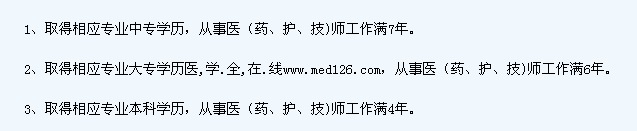 1、取得相应专业中专学历，从事医（药、护、技)师工作满7年。
2、取得相应专业大专学历医,学.全,在.线www.med126.com，从事医（药、护、技)师工作满6年。
3、取得相应专业本科学历，从事医（药、护、技)师工作满4年。